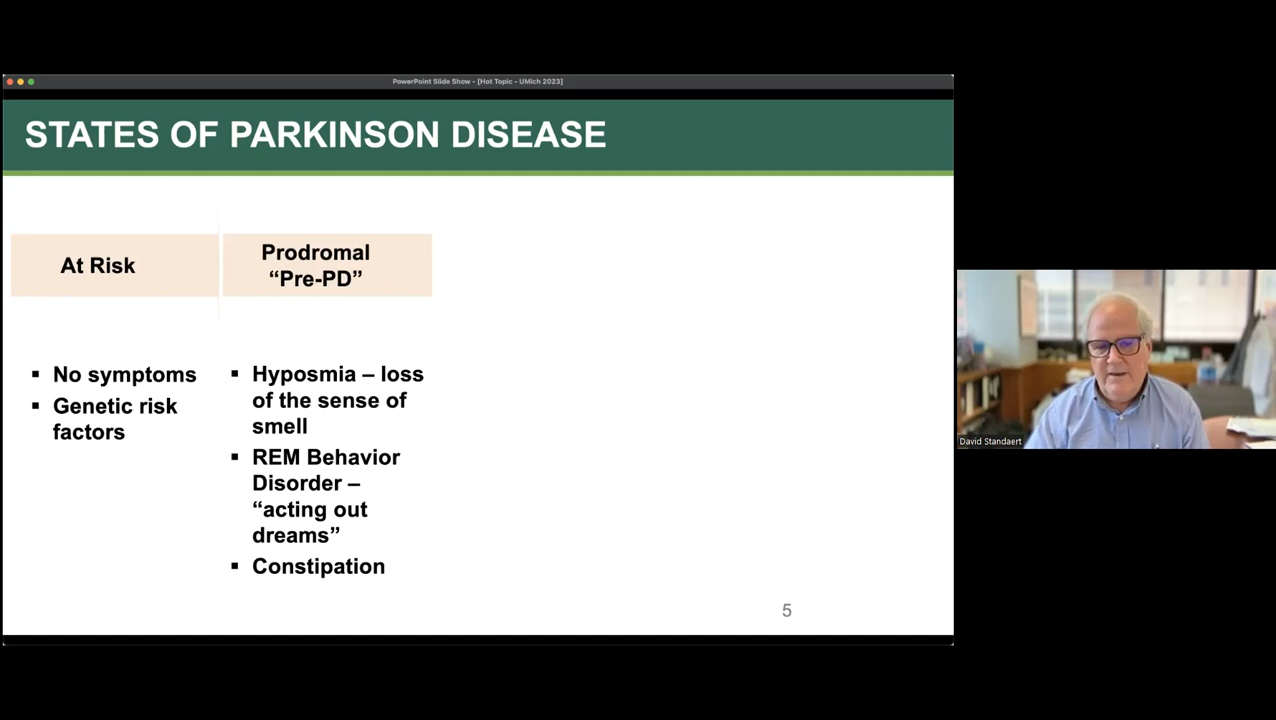 PowerPoint Slide Show - [Hot Topic - UMich 2023]
STATES OF PARKINSON DISEASE
At Risk
Prodromal
“Pre-PD”
▪ No symptoms
▪ Genetic risk
factors
▪ Hyposmia – loss
of the sense of
smell
▪ REM Behavior
Disorder –
“acting out
dreams”
▪ Constipation
5
David Standaert